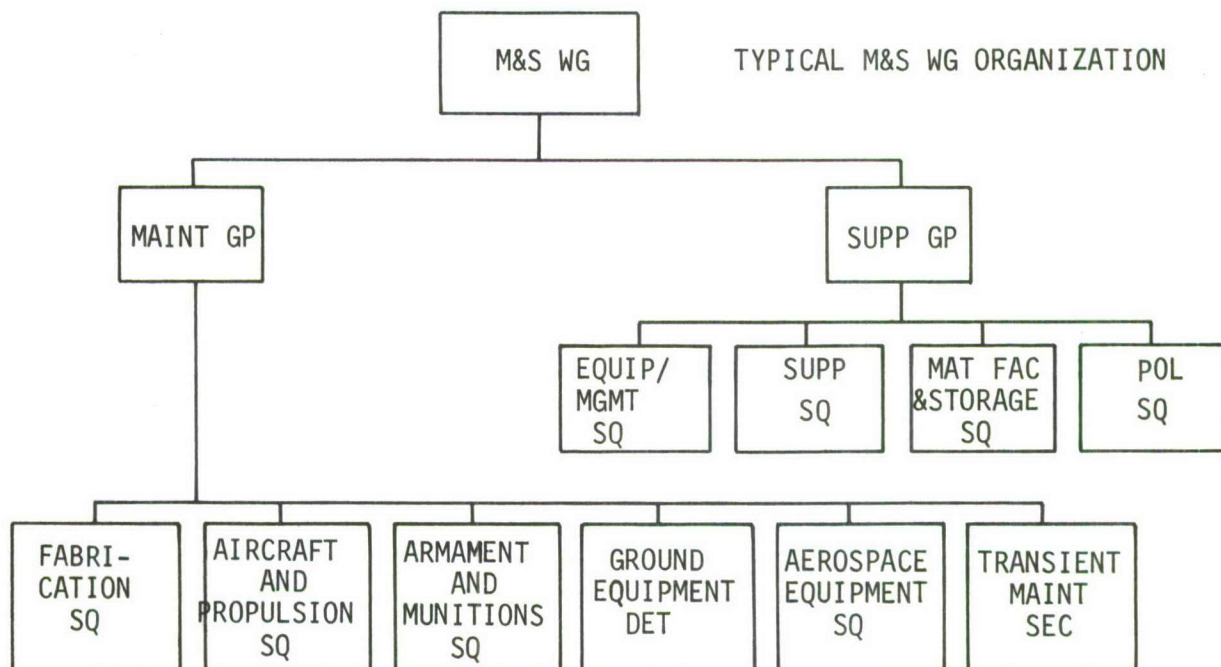 M&S WG
TYPICAL M&S WG ORGANIZATION
MAINT GP
SUPP GP
EQUIP/
MGMT
SQ
SUPP
SQ
MAT FAC
&STORAGE
SQ
POL
SQ
FABRI-
CATION
SQ
AIRCRAFT
AND
PROPULSION
SQ
ARMAMENT
AND
MUNITIONS
SQ
GROUND
EQUIPMENT
DET
AEROSPACE
EQUIPMENT
SQ
TRANSIENT
MAINT
SEC